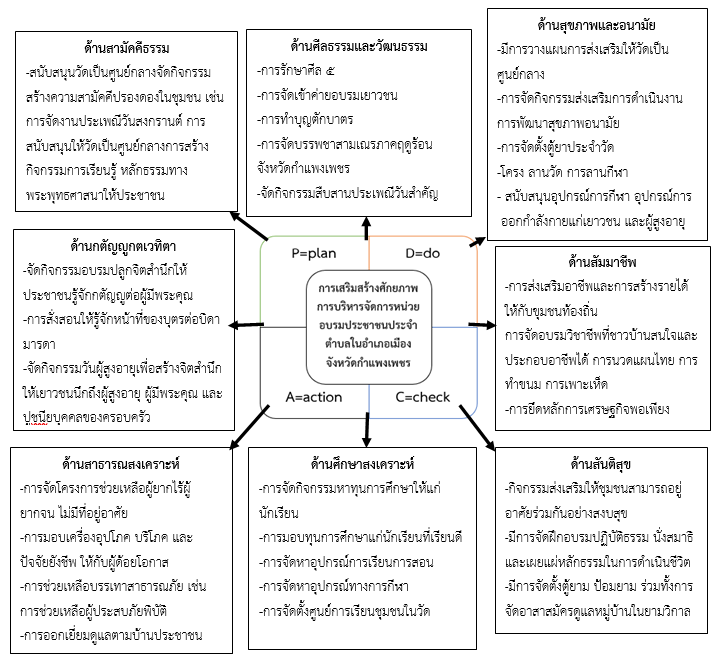 ด้านสามัคคีธรรม
-สนับสนุนวัดเป็นศูนย์กลางจัดกิจกรรม
สร้างความสามัคคีปรองดองในชุมชน เช่น
การจัดงานประเพณีวันสงกรานต์ การ
สนับสนุนให้วัดเป็นศูนย์กลางการสร้าง
กิจกรรมการเรียนรู้ หลักธรรมทาง
พระพุทธศาสนาให้ประชาชน
ด้านศีลธรรมและวัฒนธรรม
-การรักษาศีล ๕
-การจัดเข้าค่ายอบรมเยาวชน
-การทำบุญตักบาตร
-การจัดบรรพชาสามเณรภาคฤดูร้อน
จังหวัดกำแพงเพชร
-จัดกิจกรรมสืบสานประเพณีวันสำคัญ
ด้านสุขภาพและอนามัย
-มีการวางแผนการส่งเสริมให้วัดเป็น
ศูนย์กลาง
-การจัดกิจกรรมส่งเสริมการดำเนินงาน
การพัฒนาสุขภาพอนามัย
-การจัดตั้งตู้ยาประจำวัด
-โครง ลานวัด การลานกีฬา
- สนับสนุนอุปกรณ์การกีฬา อุปกรณ์การ
ออกกำลังกายแก่เยาวชน และผู้สูงอายุ
ด้านกตัญญูกตเวทิตา
-จัดกิจกรรมอบรมปลูกจิตสำนึกให้
ประชาชนรู้จักกตัญญูต่อผู้มีพระคุณ
-การสั่งสอนให้รู้จักหน้าที่ของบุตรต่อบิดา
มารดา
-จัดกิจกรรมวันผู้สูงอายุเพื่อสร้างจิตสำนึก
ให้เยาวชนนึกถึงผู้สูงอายุ ผู้มีพระคุณ และ
ปูชนียบุคคลของครอบครัว
P=plan
D=do
การเสริมสร้างศักยภาพ
การบริหารจัดการหน่วย
อบรมประชาชนประจำ
ตำบลในอำเภอเมือง
จังหวัดกำแพงเพชร
A=action
C=check
ด้านสัมมาชีพ
-การส่งเสริมอาชีพและการสร้างรายได้
ให้กับชุมชนท้องถิ่น
การจัดอบรมวิชาชีพที่ชาวบ้านสนใจและ
ประกอบอาชีพได้ การนวดแผนไทย การ
ทำขนม การเพาะเห็ด
-การยึดหลักการเศรษฐกิจพอเพียง
ด้านสาธารณสงเคราะห์
-การจัดโครงการช่วยเหลือผู้ยากไร้ผู้
ยากจน ไม่มีที่อยู่อาศัย
-การมอบเครื่องอุปโภค บริโภค และ
ปัจจัยยังชีพ ให้กับผู้ด้อยโอกาส
-การช่วยเหลือบรรเทาสาธารณภัย เช่น
การช่วยเหลือผู้ประสบภัยพิบัติ
-การออกเยี่ยมดูแลตามบ้านประชาชน
ด้านศึกษาสงเคราะห์
-การจัดกิจกรรมหาทุนการศึกษาให้แก่
นักเรียน
-การมอบทุนการศึกษาแก่นักเรียนที่เรียนดี
-การจัดหาอุปกรณ์การเรียนการสอน
-การจัดหาอุปกรณ์ทางการกีฬา
-การจัดตั้งศูนย์การเรียนชุมชนในวัด
ด้านสันติสุข
-กิจกรรมส่งเสริมให้ชุมชนสามารถอยู่
อาศัยร่วมกันอย่างสงบสุข
-มีการจัดฝึกอบรมปฏิบัติธรรม นั่งสมาธิ
และเผยแผ่หลักธรรมในการดำเนินชีวิต
-มีการจัดตั้งตู้ยาม ป้อมยาม ร่วมทั้งการ
จัดอาสาสมัครดูแลหมู่บ้านในยามวิกาล